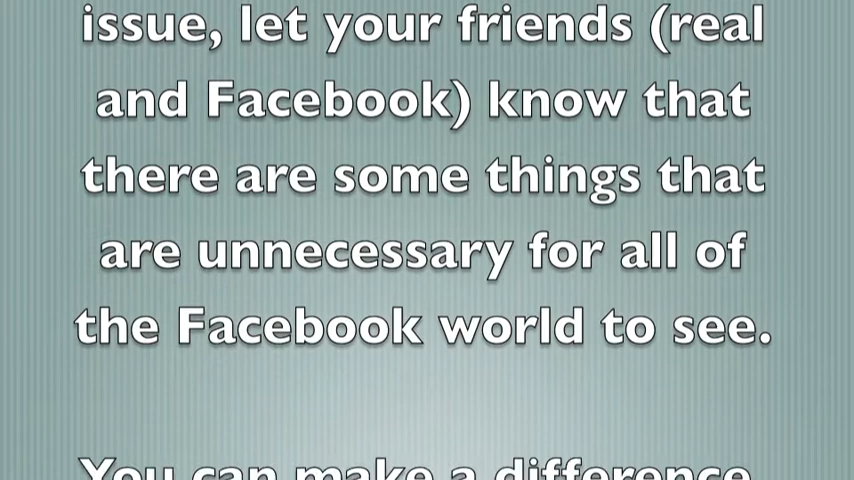 issue, let your friends (real
and Facebook) know that
there are some things that
are unnecessary for all of
the Facebook world to see.
You can make a difference